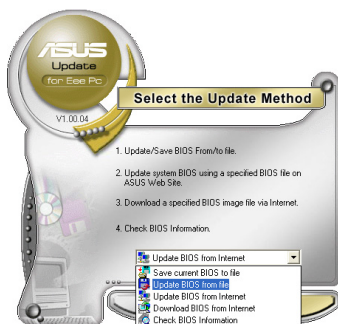 ASUS
Update
for Eee Pc
V1.00.04
Select the Update Method
1. Update/Save BIOS From/to file.
2. Update system BIOS using a specified BIOS file on
ASUS Web Site.
3. Download a specified BIOS image file via Internet.
4. Check BIOS Information.
Update BIOS from Internet
Save current BIOS to file
Update BIOS from file
Update BIOS from Internet
Download BIOS from Internet
Check BIOS Information